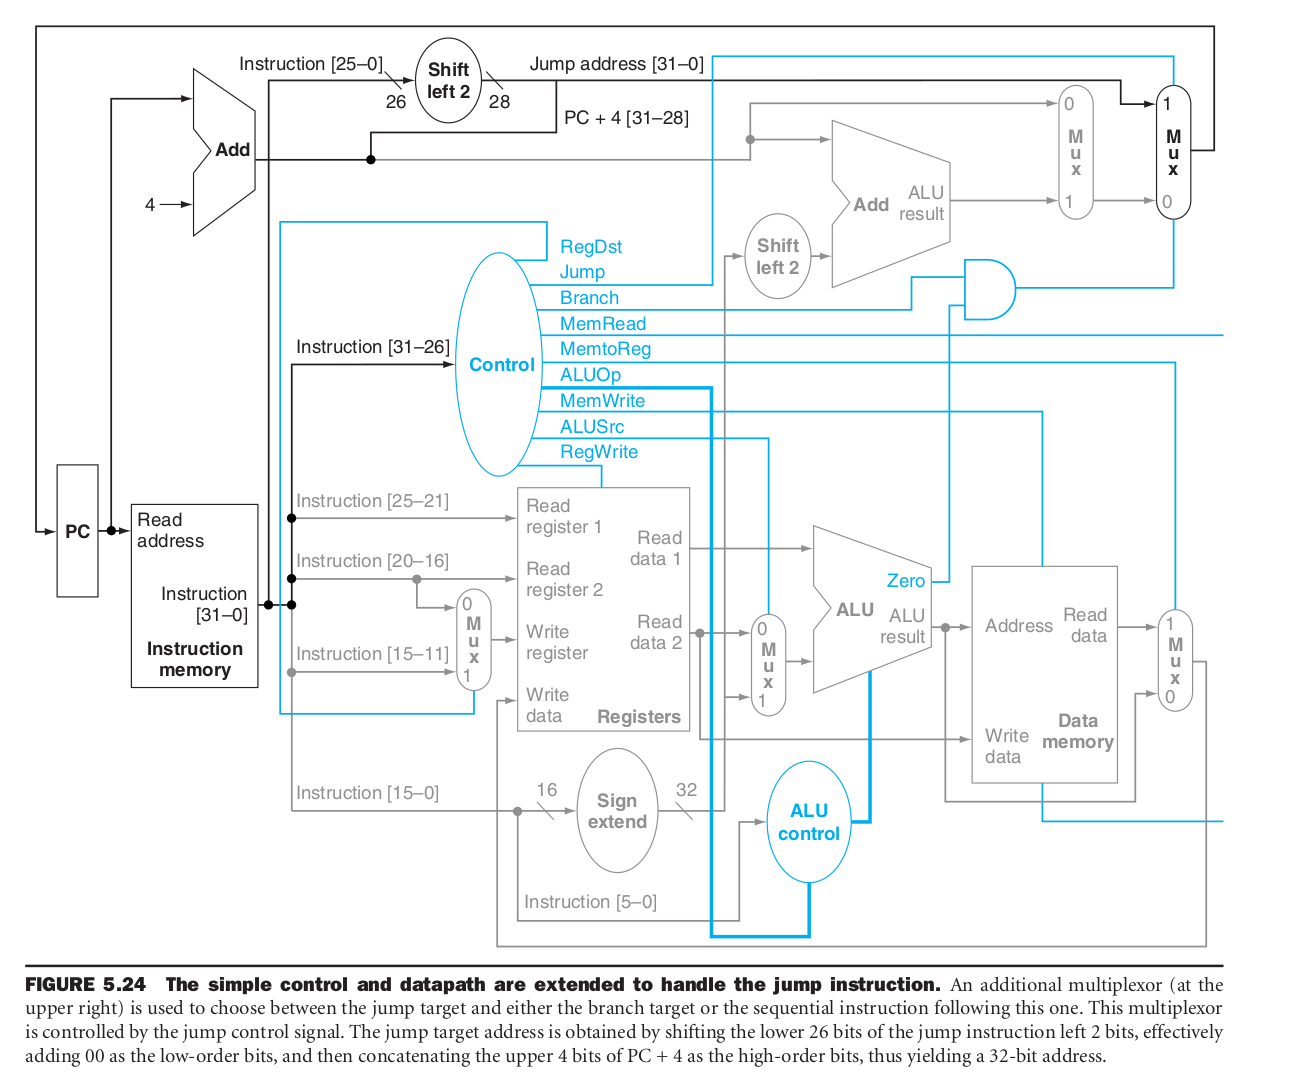 Instruction [25–0]
Shift
left 2
Jump address [31–0]
26
28
PC + 4 [31–28]
Add
4
0
M
u
x
1
1
M
u
x
0
Add
ALU
result
Shift
left 2
RegDst
Jump
Branch
MemRead
MemtoReg
ALUOp
MemWrite
ALUSrc
RegWrite
Instruction [31–26]
Control
PC
Read
address
Instruction
[31–0]
Instruction
memory
Instruction [25–21]
Instruction [20–16]
Instruction [15–11]
0
M
u
x
1
Read
register 1
Read
register 2
Write
register
Write
data
Read
data 1
Read
data 2
Registers
0
M
u
x
1
Zero
ALU
ALU
result
Address
Read
data
Write
data
Data
memory
1
M
u
x
0
Instruction [15–0]
16
Sign
extend
32
ALU
control
Instruction [5–0]
FIGURE 5.24 The simple control and datapath are extended to handle the jump instruction. An additional multiplexor (at the
upper right) is used to choose between the jump target and either the branch target or the sequential instruction following this one. This multiplexor
is controlled by the jump control signal. The jump target address is obtained by shifting the lower 26 bits of the jump instruction left 2 bits, effectively
adding 00 as the low-order bits, and then concatenating the upper 4 bits of PC + 4 as the high-order bits, thus yielding a 32-bit address.